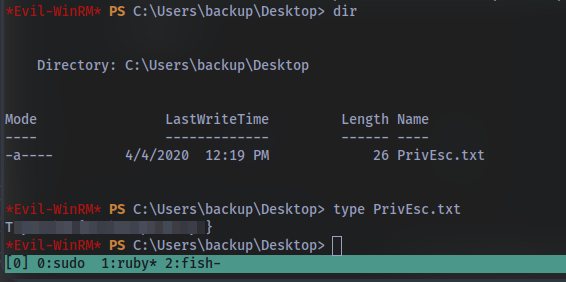 *Evil-WinRM* PS C:\Users\backup\Desktop> dir
Directory: C:\Users\backup\Desktop
Mode                LastWriteTime         Length Name
----                -------------         ------ ----
-a----         4/4/2020  12:19 PM             26 PrivEsc.txt
*Evil-WinRM* PS C:\Users\backup\Desktop> type PrivEsc.txt
T }
*Evil-WinRM* PS C:\Users\backup\Desktop>
[0] 0:sudo  1:ruby* 2:fish-